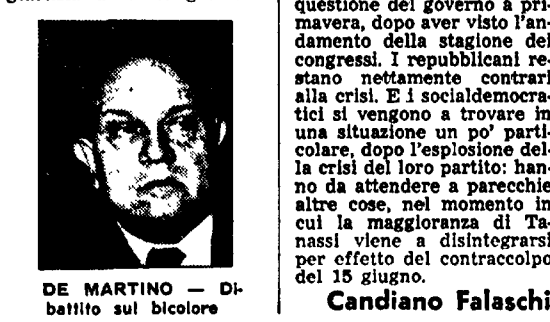 DE MARTINO — Di-
battito sul bicolore
questione del governo a pri-
mavera, dopo aver visto l'an-
damento della stagione dei
congressi. I repubblicani re-
stano nettamente contrari
alla crisi. E i socialdemocra-
tici si vengono a trovare in
una situazione un po' parti-
colare, dopo l'esplosione del-
la crisi del loro partito: han-
no da attendere a parecchie
altre cose, nel momento in
cui la maggioranza di Ta-
nassi viene a disintegrarsi
per effetto del contraccolpo
del 15 giugno.
Candiano Falaschi